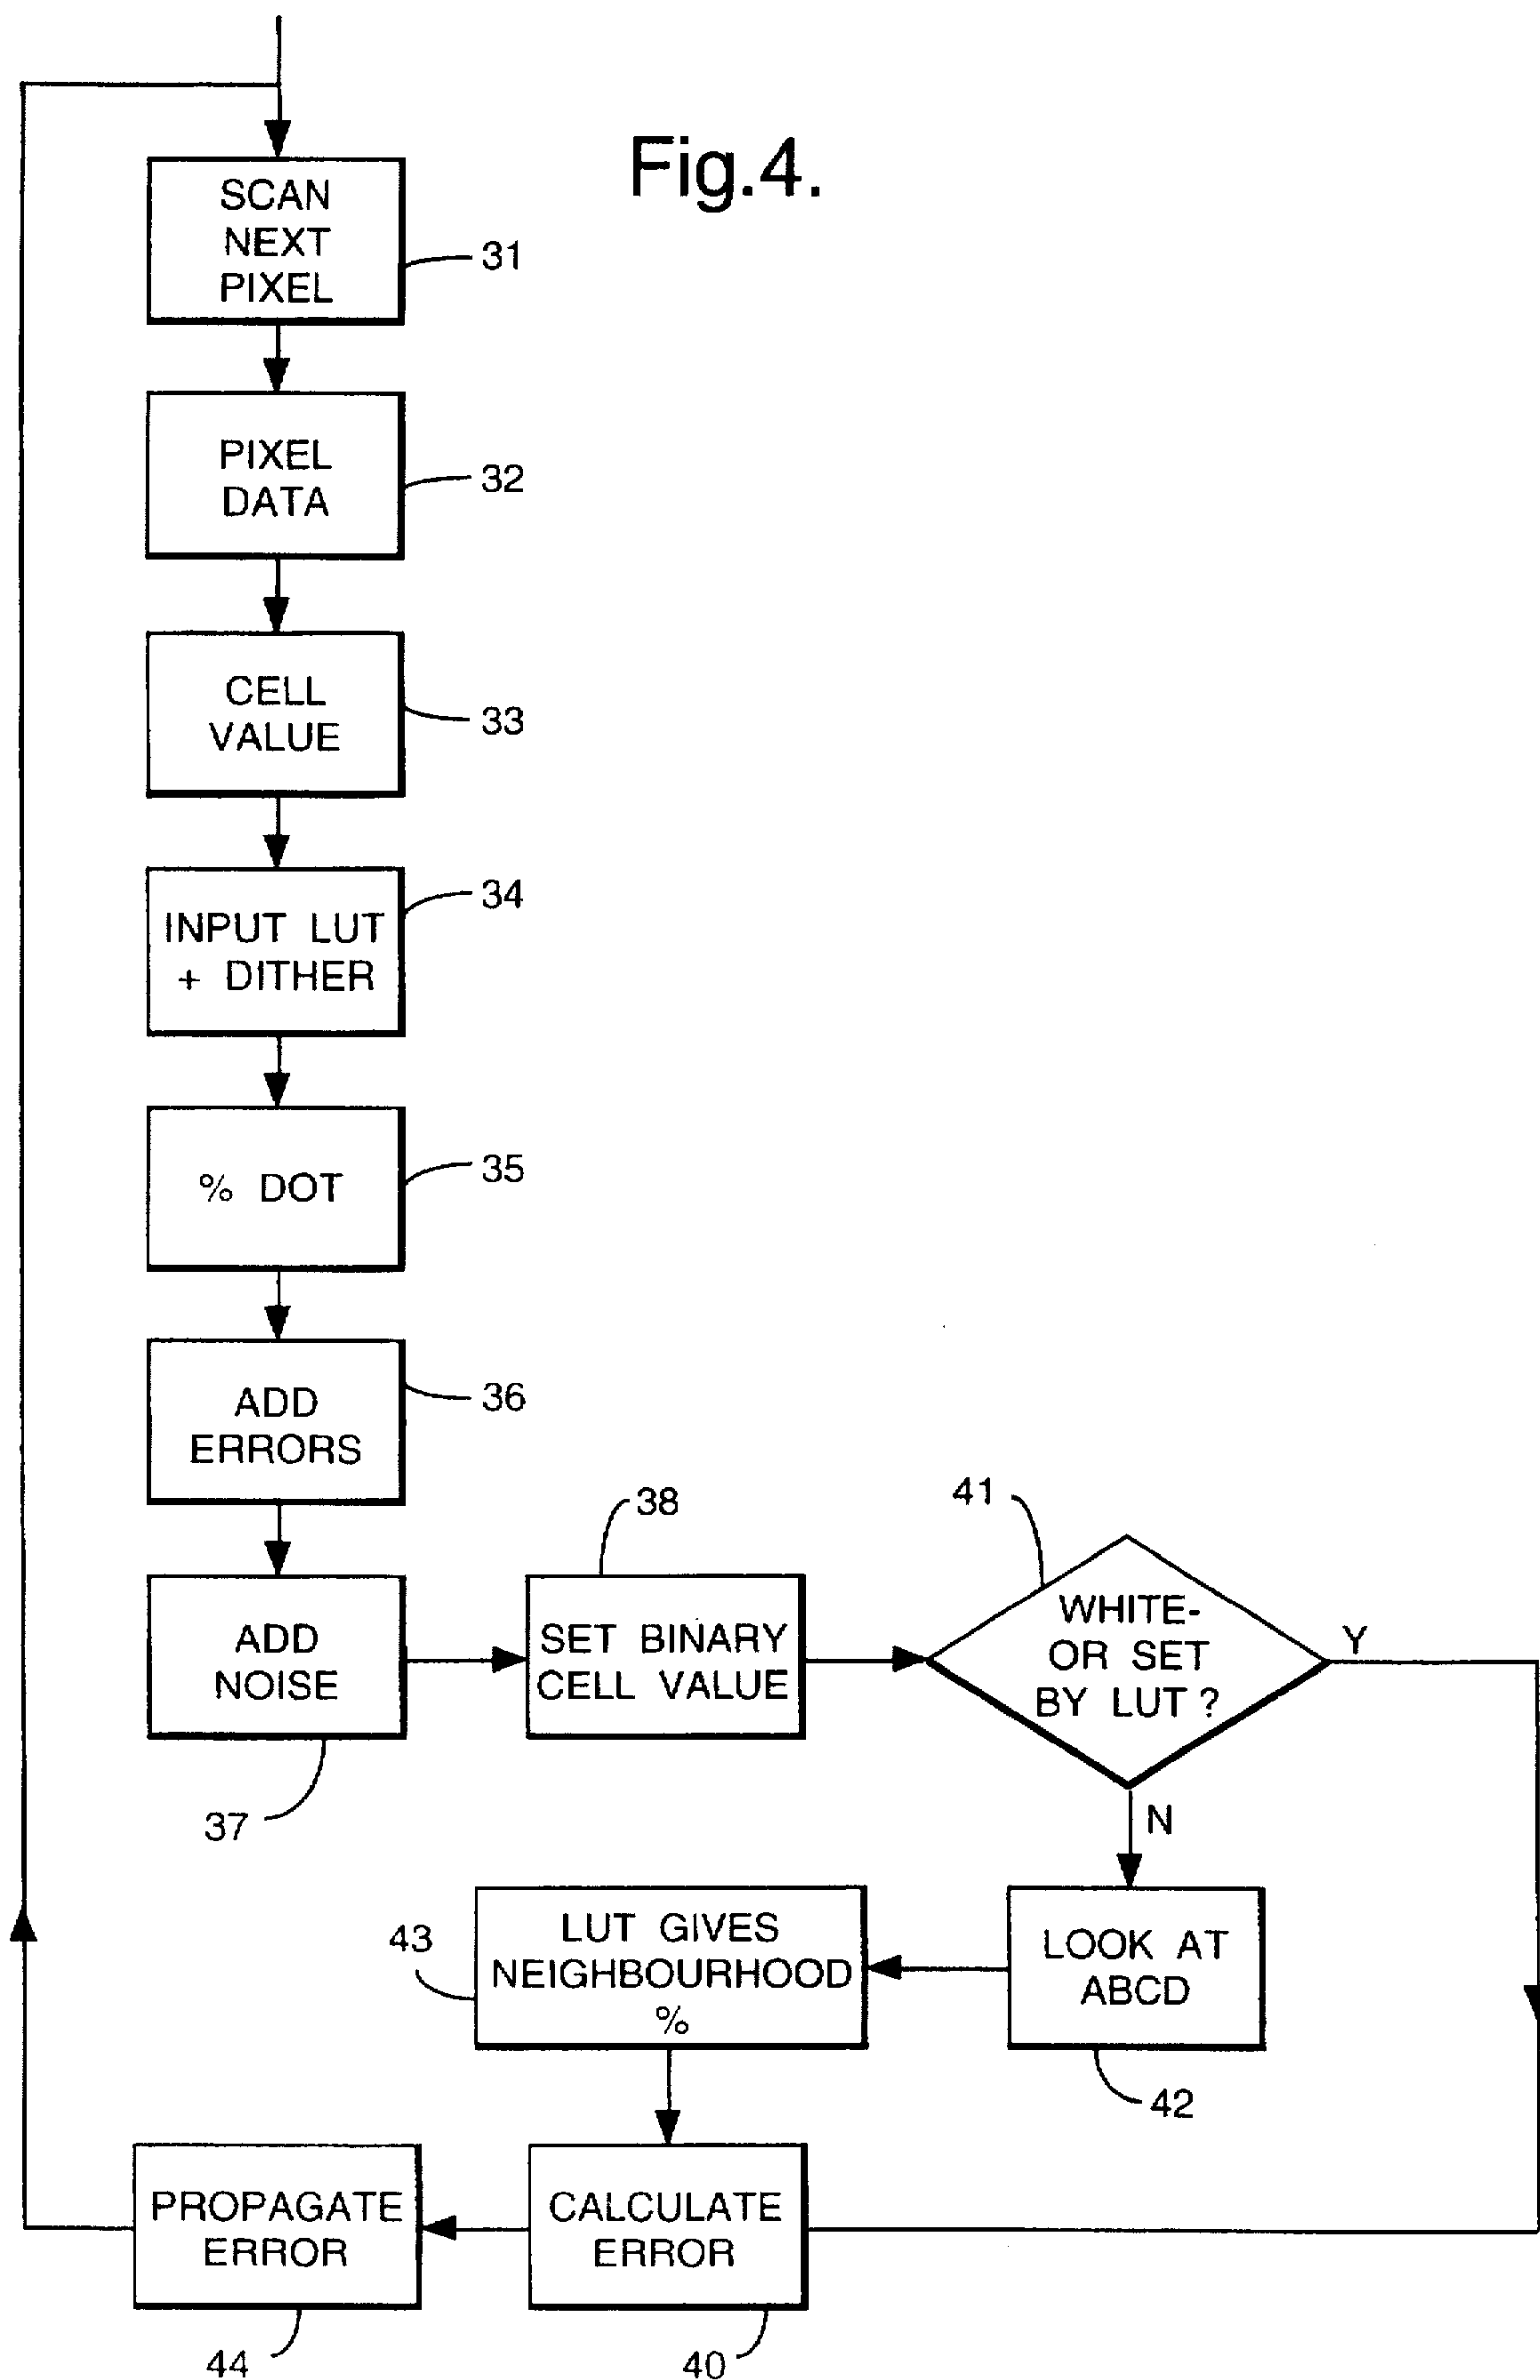 Fig.4.
SCAN
NEXT
PIXEL
31
PIXEL
DATA
32
CELL
VALUE
33
INPUT LUT
+ DITHER
34
% DOT
35
ADD
ERRORS
36
ADD
NOISE
37
SET BINARY
CELL VALUE
38
WHITE-
OR SET
BY LUT?
41
Y
N
LOOK AT
ABCD
42
LUT GIVES
NEIGHBOURHOOD
%
43
CALCULATE
ERROR
40
PROPAGATE
ERROR
44